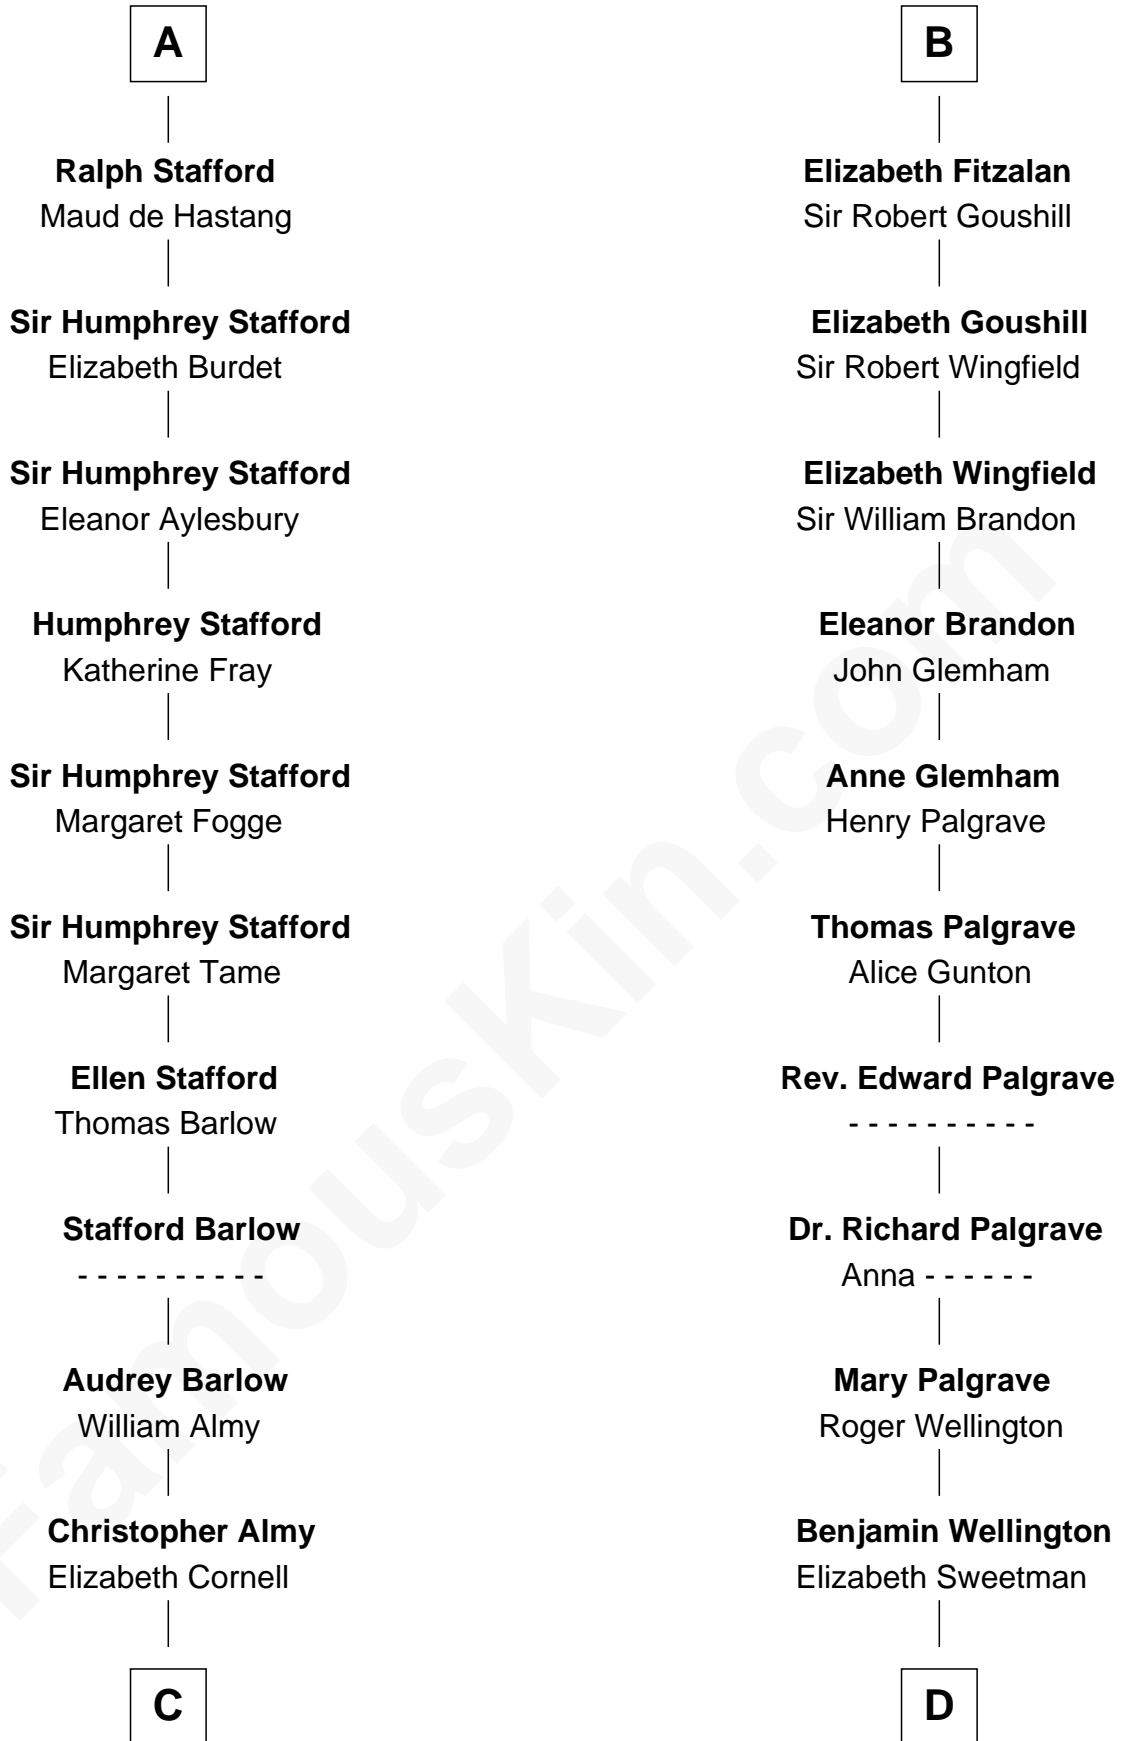 A
Ralph Stafford
Maud de Hastang
Sir Humphrey Stafford
Elizabeth Burdet
Sir Humphrey Stafford
Eleanor Aylesbury
Humphrey Stafford
Katherine Fray
Sir Humphrey Stafford
Margaret Fogge
Sir Humphrey Stafford
Margaret Tame
Ellen Stafford
Thomas Barlow
Stafford Barlow
- - - - - - - - - -
Audrey Barlow
William Almy
Christopher Almy
Elizabeth Cornell
C
B
Elizabeth Fitzalan
Sir Robert Goushill
Elizabeth Goushill
Sir Robert Wingfield
Elizabeth Wingfield
Sir William Brandon
Eleanor Brandon
John Glemham
Anne Glemham
Henry Palgrave
Thomas Palgrave
Alice Gunton
Rev. Edward Palgrave
- - - - - - - - - -
Dr. Richard Palgrave
Anna - - - - - -
Mary Palgrave
Roger Wellington
Benjamin Wellington
Elizabeth Sweetman
D
FamousKin.com